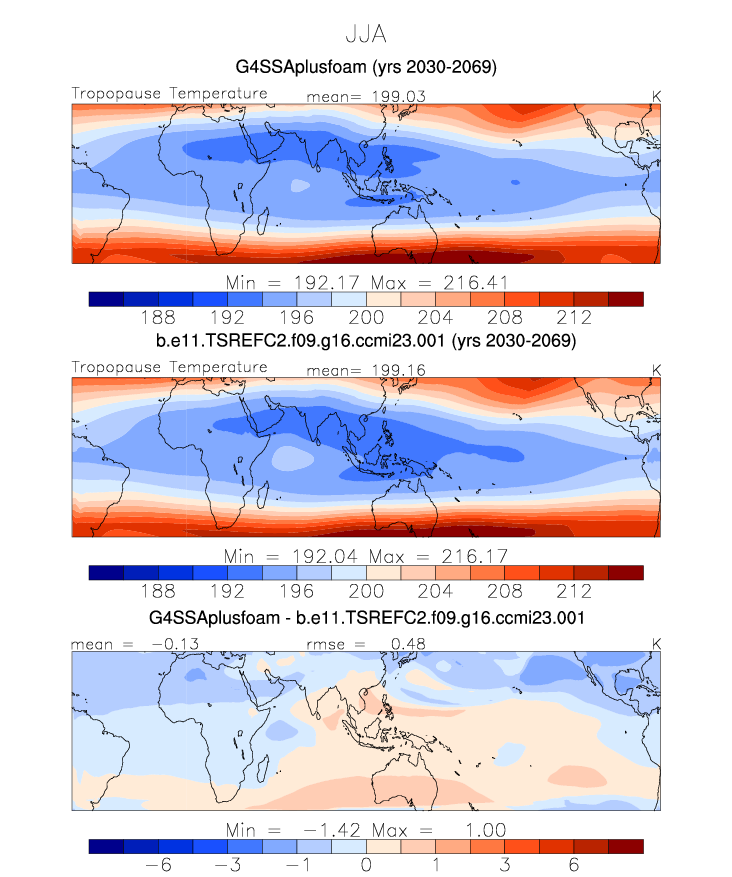 JJA
G4SSAplusfoam (yrs 2030-2069)
Tropopause Temperature mean= 199.03 K
Min = 192.17 Max = 216.41
188 192 196 200 204 208 212
b.e11.TSREFC2.f09.g16.ccmi23.001 (yrs 2030-2069)
Tropopause Temperature mean= 199.16 K
Min = 192.04 Max = 216.17
188 192 196 200 204 208 212
G4SSAplusfoam - b.e11.TSREFC2.f09.g16.ccmi23.001
mean = -0.13 rmse = 0.48 K
Min = -1.42 Max = 1.00
-6 -3 -1 0 1 3 6